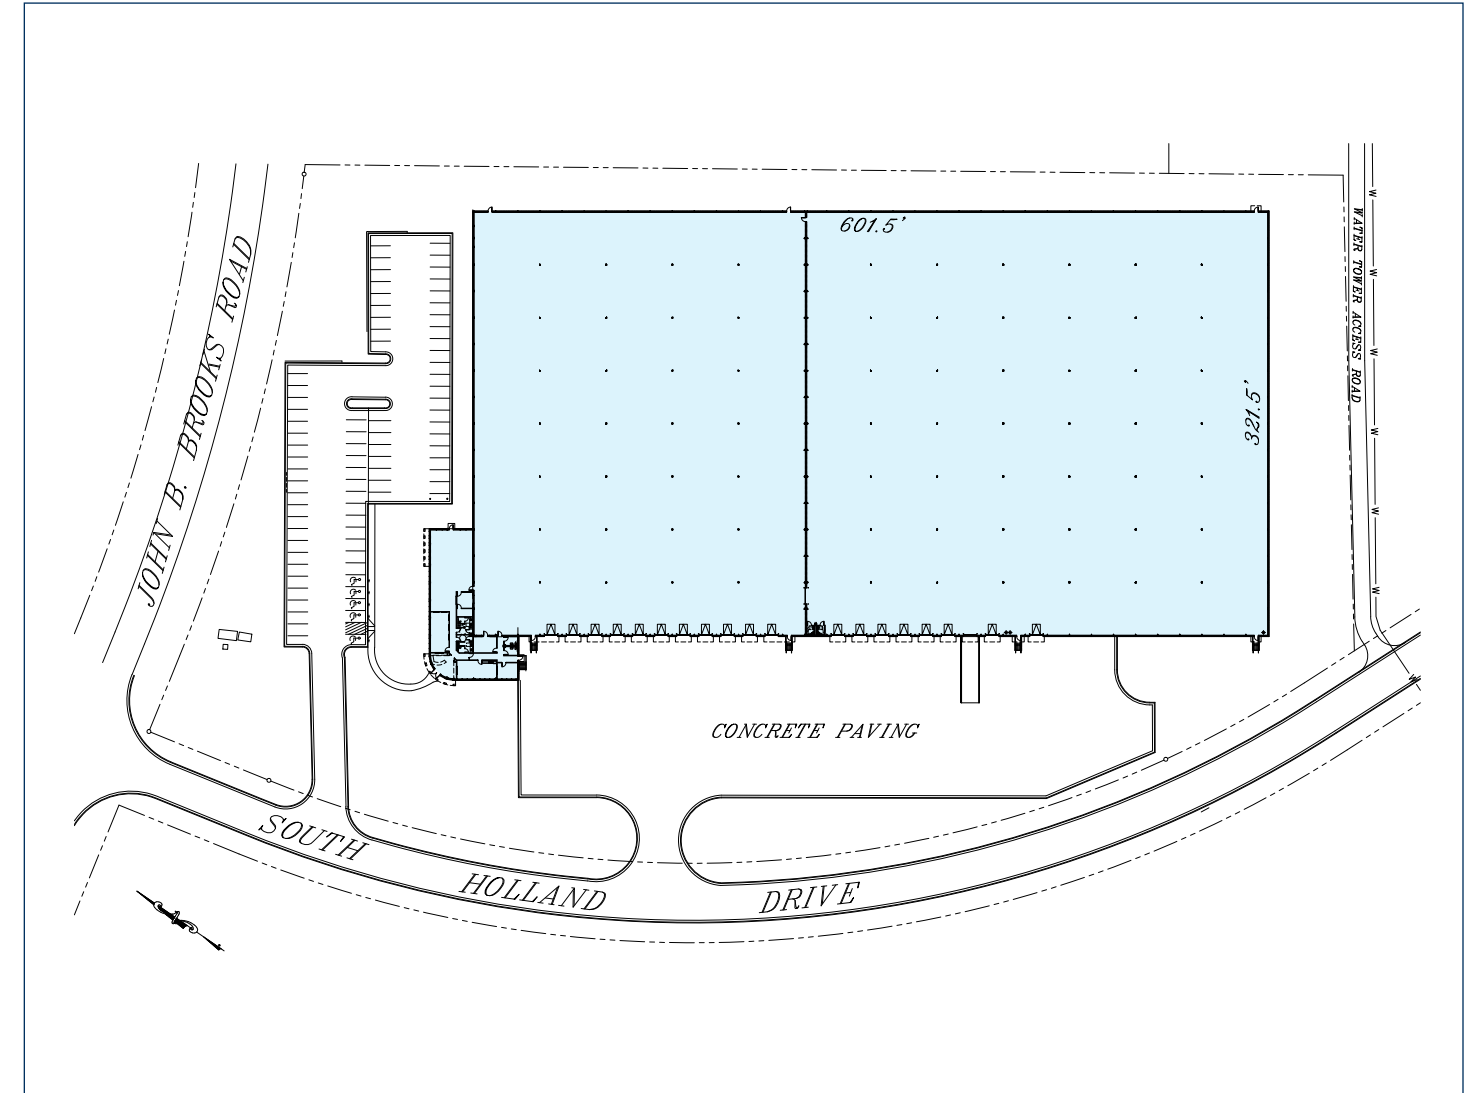 601.5'
JOHN B. BROOKS ROAD
WATER TOWER ACCESS ROAD
W
W
W
321.5'
W
W
W
CONCRETE PAVING
W
SOUTH HOLLAND DRIVE